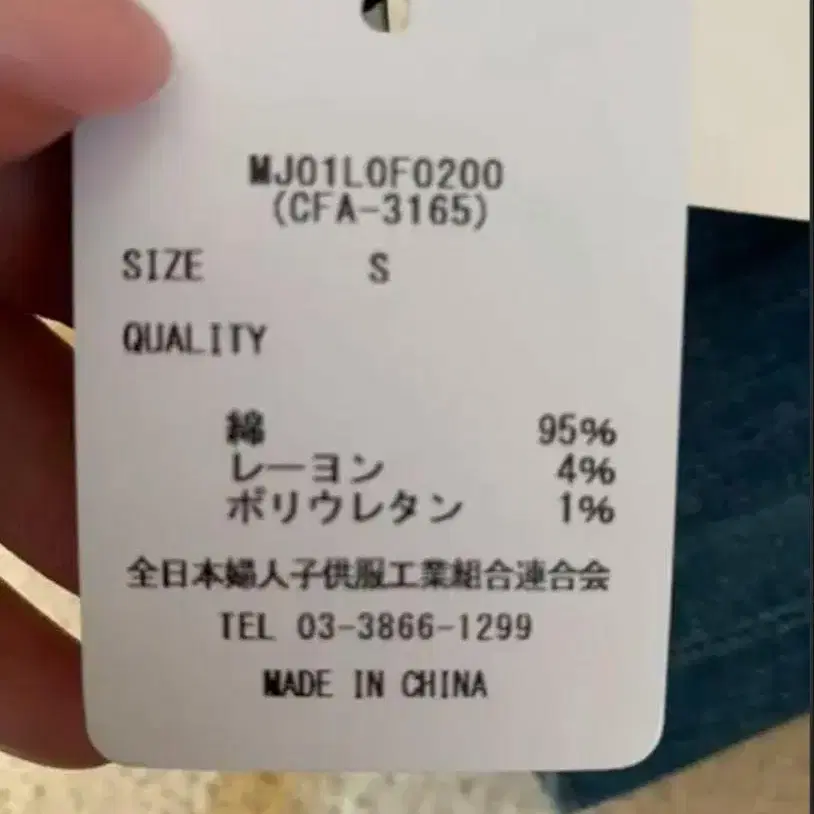 MJ01L0F0200
(CFA-3165)
SIZE S
QUALITY
綿 95%
レーヨン 4%
ポリウレタン 1%
全日本婦人子供服工業組合連合会
TEL 03-3866-1299
MADE IN CHINA